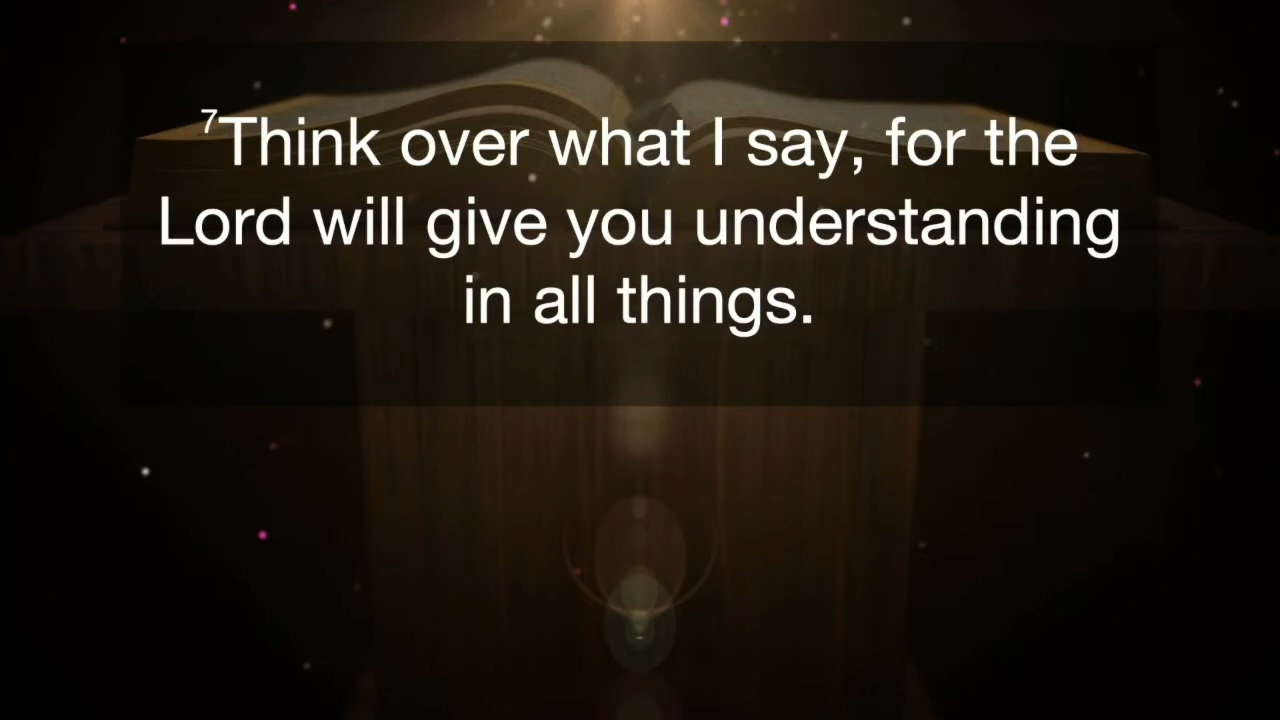 ⁷Think over what I say, for the
Lord will give you understanding
in all things.